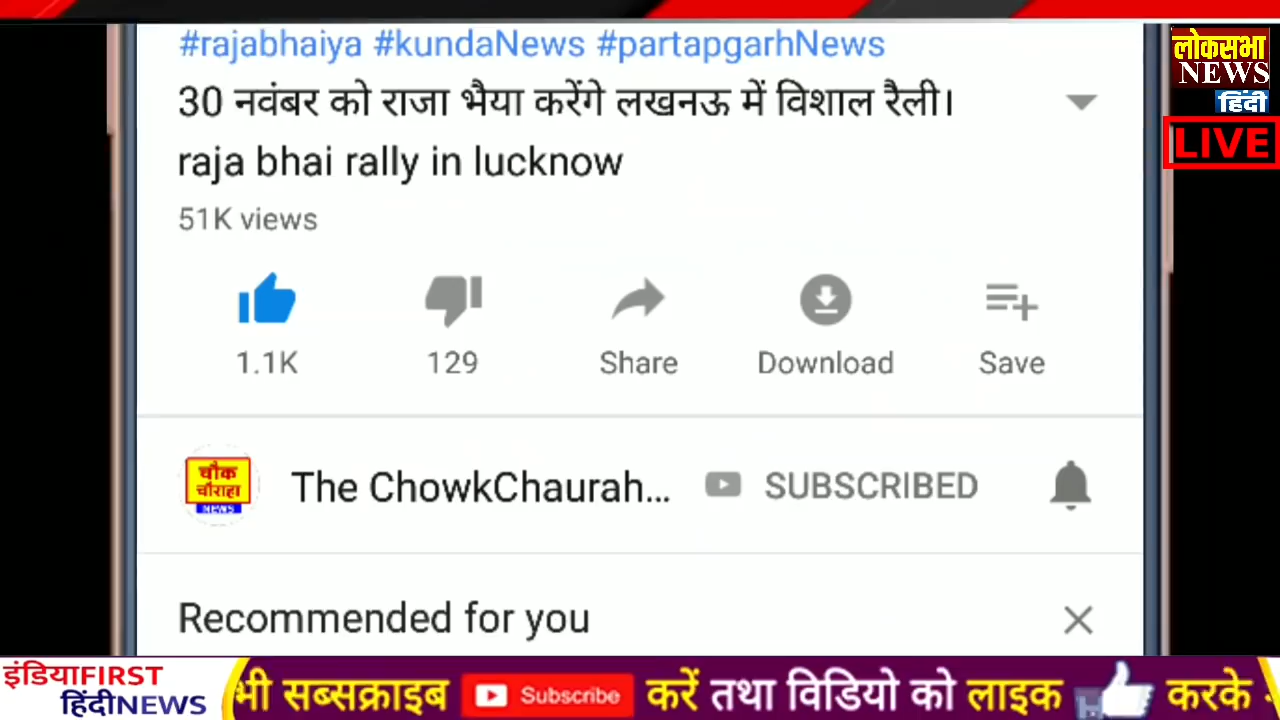 #rajabhaiya #kundaNews #partapgarhNews
लोकसभा
NEWS
हिंदी
LIVE
30 नवंबर को राजा भैया करेंगे लखनऊ में विशाल रैली।
raja bhai rally in lucknow
51K views
1.1K 129 Share Download Save
चौक
चौराहा
NEWS
The ChowkChaurah... SUBSCRIBED
Recommended for you
इंडियाFIRST
हिंदीNEWS
भी सब्सक्राइब Subscribe करें तथा विडियो को लाइक करके